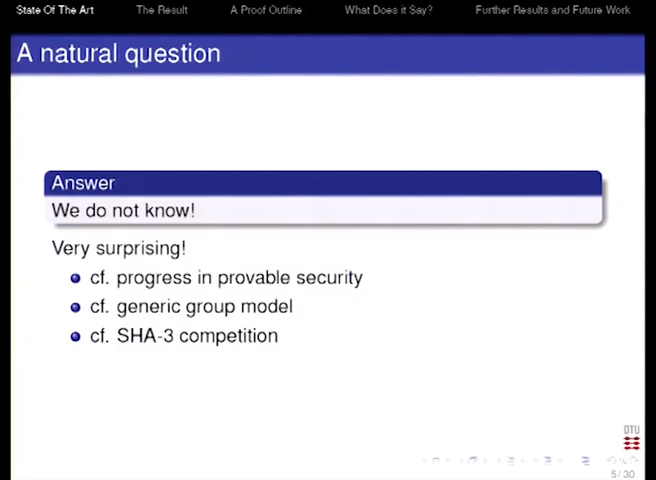 State Of The Art The Result A Proof Outline What Does it Say? Further Results and Future Work
A natural question
Answer
We do not know!
Very surprising!
cf. progress in provable security
cf. generic group model
cf. SHA-3 competition
DTU
5/30